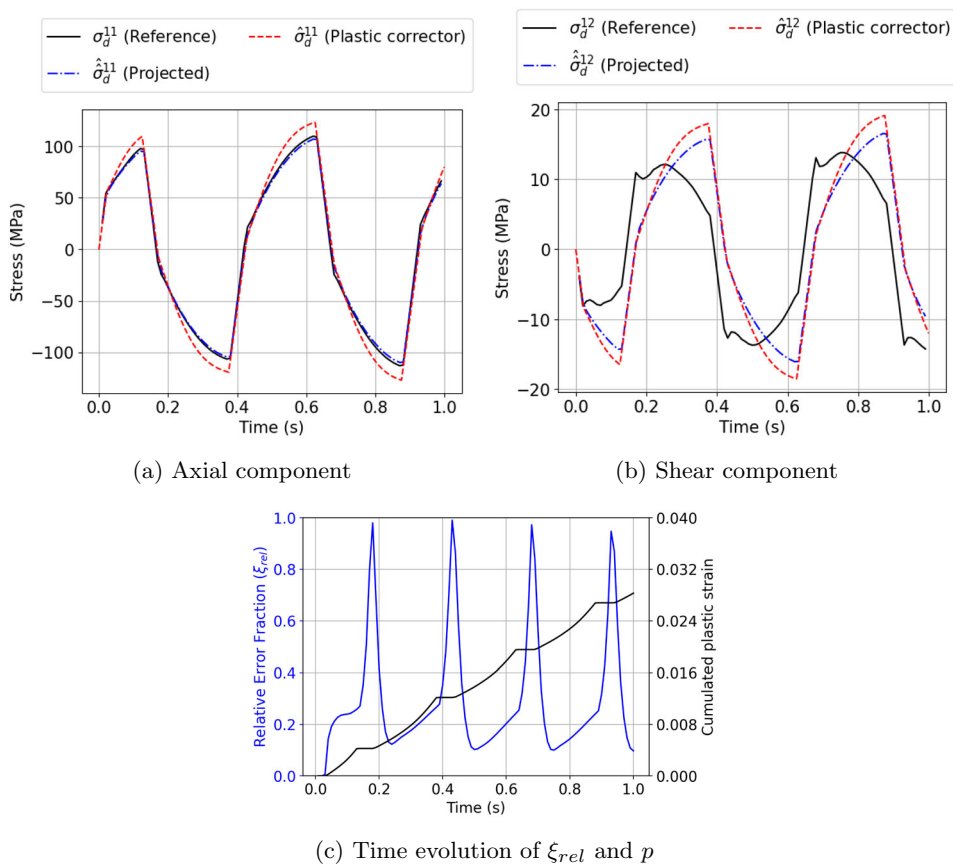 σ_d^11 (Reference)
σ̂_d^11 (Plastic corrector)
σ̂̂_d^11 (Projected)
Stress (MPa)
100
50
0
−50
−100
0.0 0.2 0.4 0.6 0.8 1.0
Time (s)
(a) Axial component
σ_d^12 (Reference)
σ̂_d^12 (Plastic corrector)
σ̂̂_d^12 (Projected)
Stress (MPa)
20
10
0
−10
−20
0.0 0.2 0.4 0.6 0.8 1.0
Time (s)
(b) Shear component
Relative Error Fraction (ξ_rel)
1.0
0.8
0.6
0.4
0.2
0.0
0.040
0.032
0.024
0.016
0.008
0.000
Cumulated plastic strain
0.0 0.2 0.4 0.6 0.8 1.0
Time (s)
(c) Time evolution of ξ_rel and p